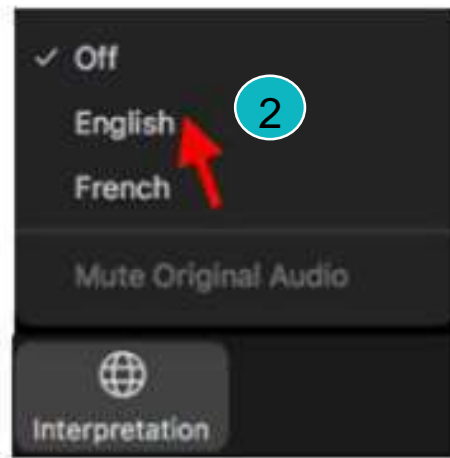 Off
English
2
French
Mute Original Audio
Interpretation